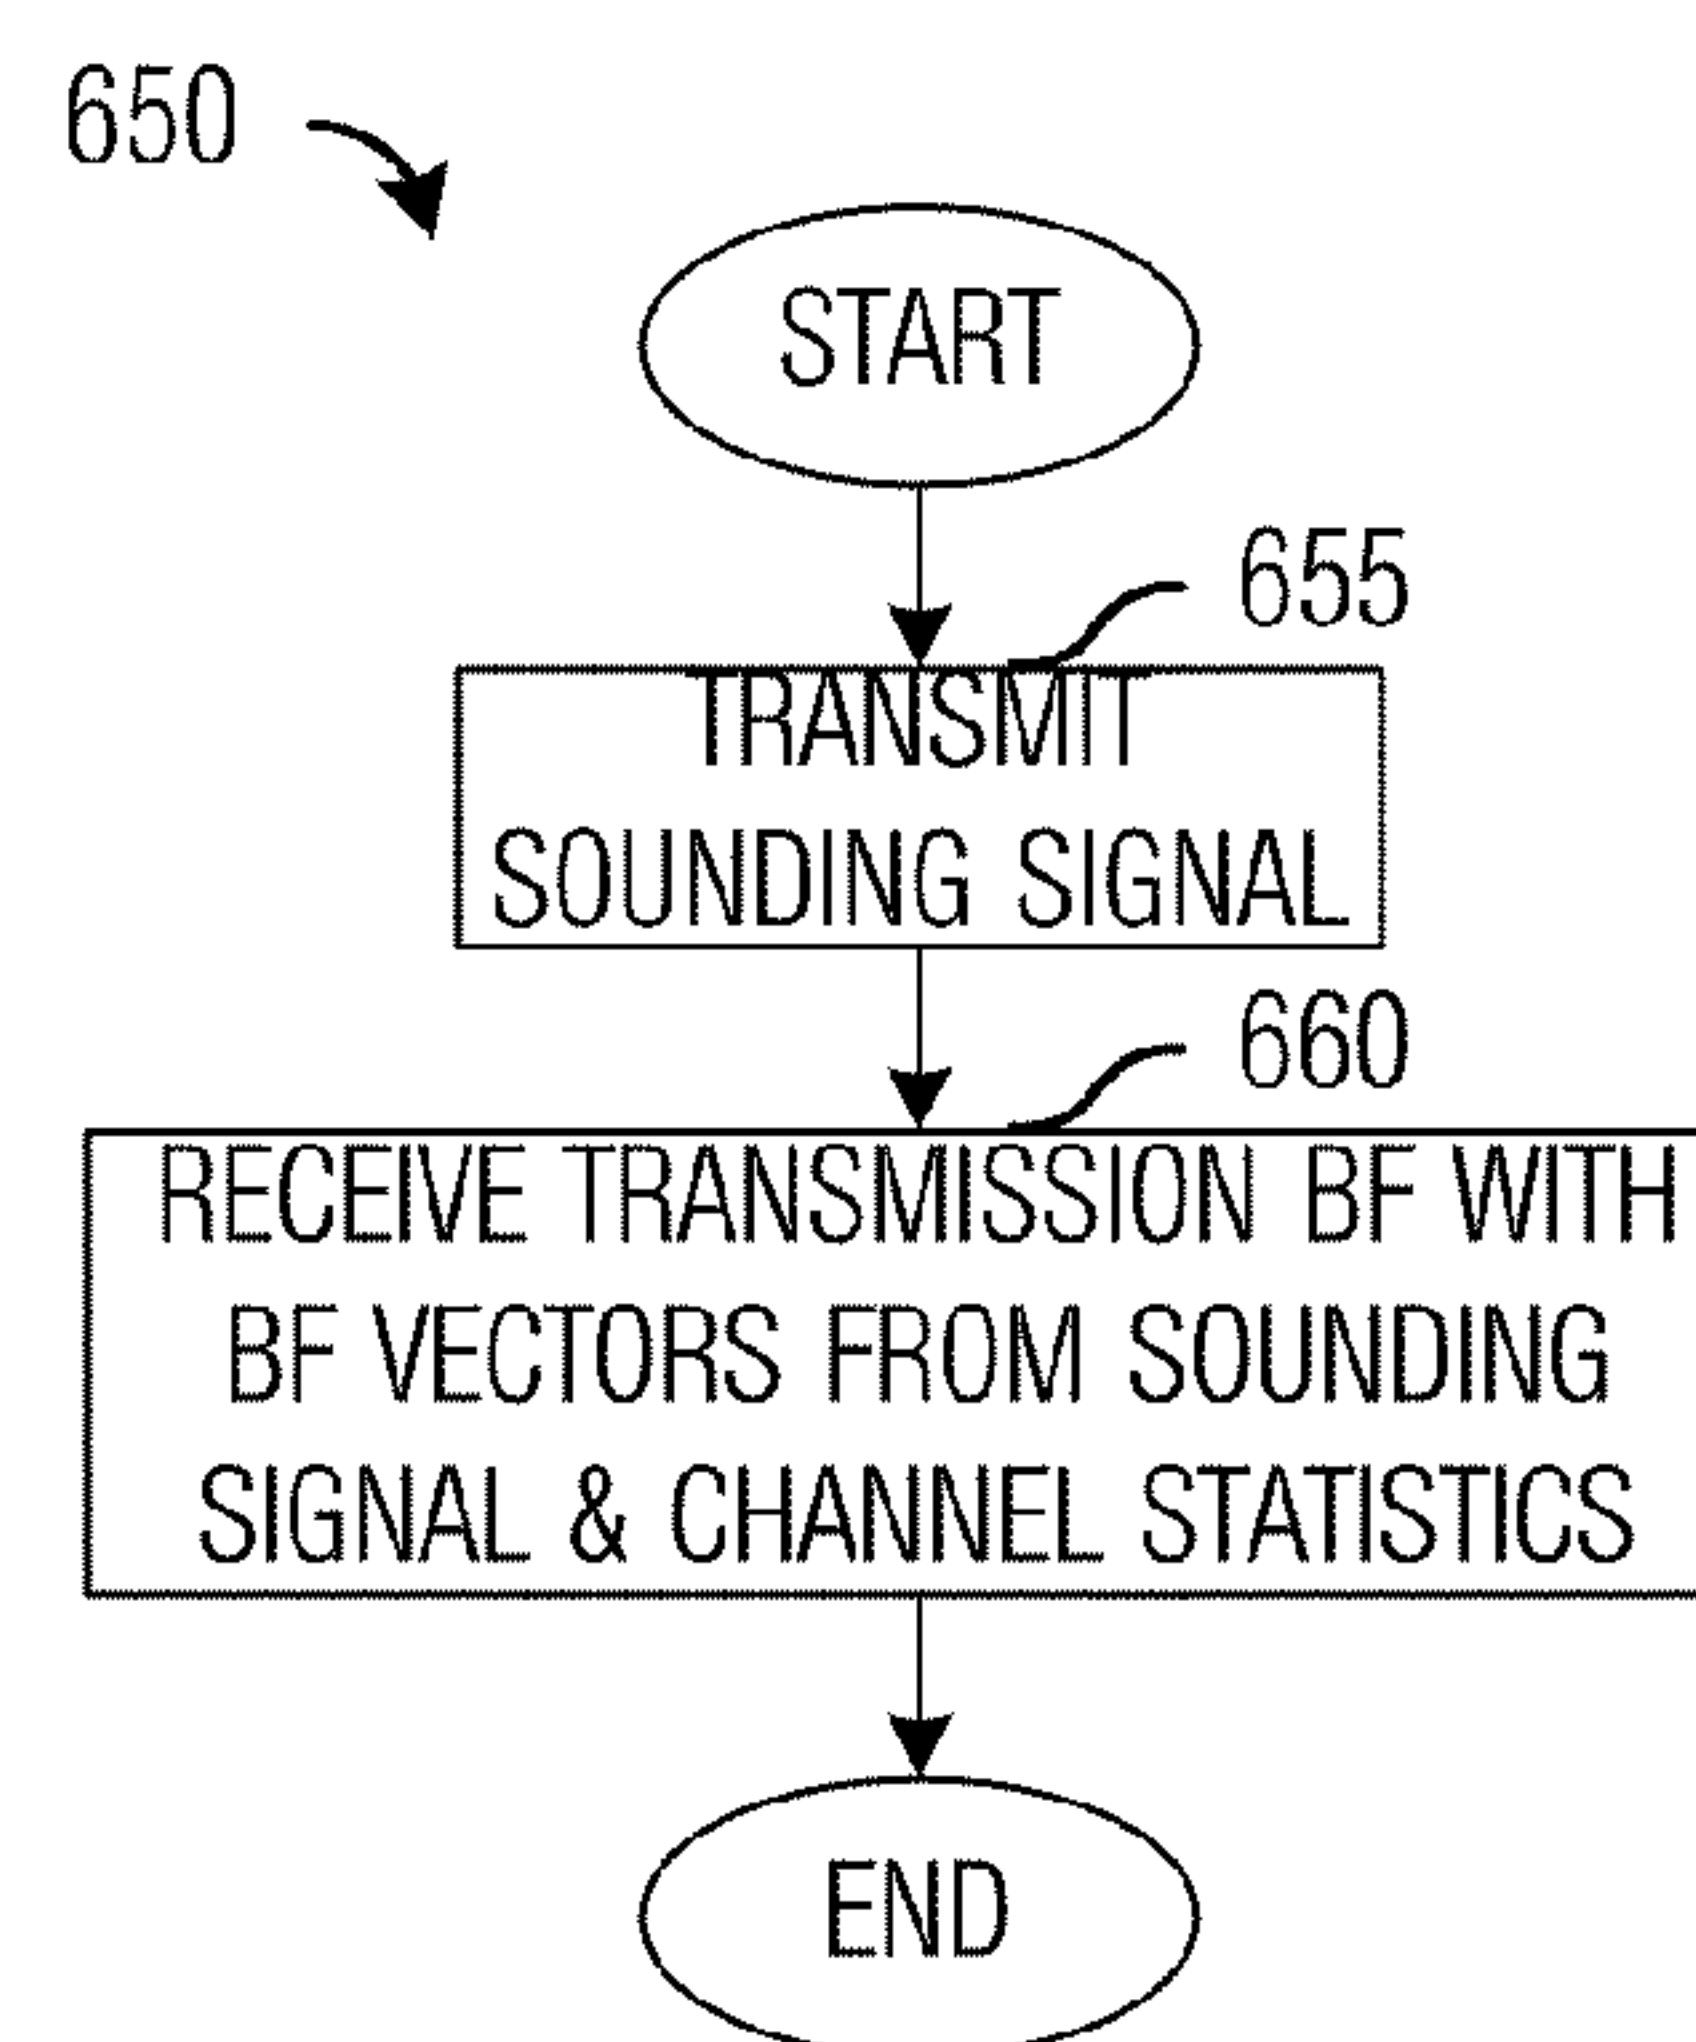 650
START
655
TRANSMIT
SOUNDING SIGNAL
660
RECEIVE TRANSMISSION BF WITH
BF VECTORS FROM SOUNDING
SIGNAL & CHANNEL STATISTICS
END